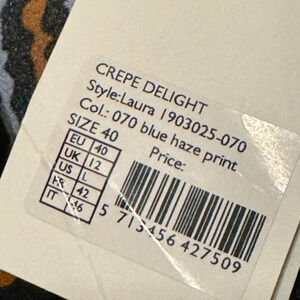 CREPE DELIGHT
Style:Laura 1903025-070
Col.: 070 blue haze print
SIZE 40
Price:
EU 40
UK 12
US L
FR 42
IT 46
5 713456 427509